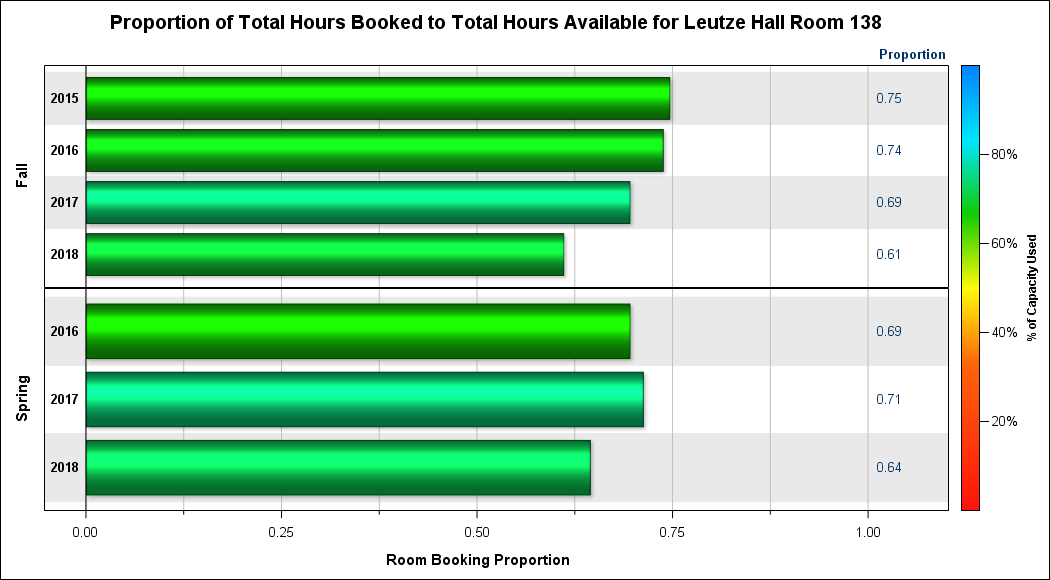 Proportion of Total Hours Booked to Total Hours Available for Leutze Hall Room 138
Proportion
Fall
2015 0.75
2016 0.74
2017 0.69
2018 0.61
Spring
2016 0.69
2017 0.71
2018 0.64
0.00 0.25 0.50 0.75 1.00
Room Booking Proportion
80%
60%
40%
20%
% of Capacity Used